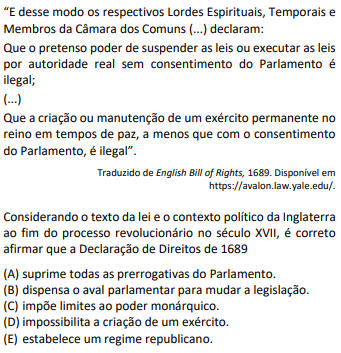 “E desse modo os respectivos Lordes Espirituais, Temporais e
Membros da Câmara dos Comuns (...) declaram:
Que o pretenso poder de suspender as leis ou executar as leis
por autoridade real sem consentimento do Parlamento é
ilegal;
(...)
Que a criação ou manutenção de um exército permanente no
reino em tempos de paz, a menos que com o consentimento
do Parlamento, é ilegal”.
Traduzido de English Bill of Rights, 1689. Disponível em
https://avalon.law.yale.edu/.
Considerando o texto da lei e o contexto político da Inglaterra
ao fim do processo revolucionário no século XVII, é correto
afirmar que a Declaração de Direitos de 1689
(A) suprime todas as prerrogativas do Parlamento.
(B) dispensa o aval parlamentar para mudar a legislação.
(C) impõe limites ao poder monárquico.
(D) impossibilita a criação de um exército.
(E) estabelece um regime republicano.